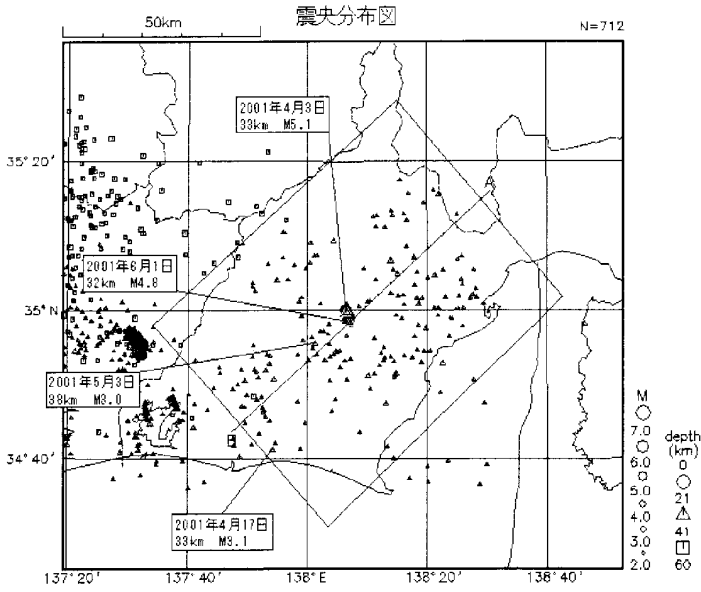 震央分布図
50km
N=712
2001年4月3日
33km M5.1
35°20'
2001年6月1日
32km M4.8
35°N
2001年5月3日
38km M3.0
34°40'
2001年4月17日
33km M3.1
137°20'
137°40'
138°E
138°20'
138°40'
M
7.0
6.0
5.0
4.0
3.0
2.0
depth
(km)
0
21
41
60